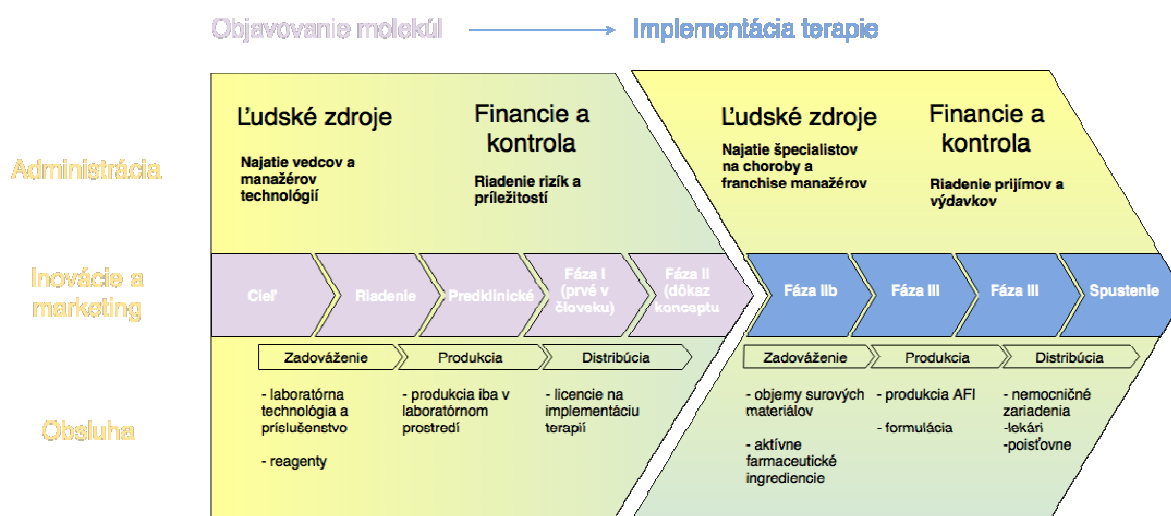 Objavovanie molekúl
Implementácia terapie
Administrácia
Ľudské zdroje
Najatie vedcov a
manažérov
technológií
Financie a
kontrola
Riadenie rizík a
príležitostí
Ľudské zdroje
Najatie špecialistov
na choroby a
franchise manažérov
Financie a
kontrola
Riadenie prijímov a
výdavkov
Inovácie a
marketing
Cieľ
Riadenie
Predklinické
Fáza I
(prvé v
človeku)
Fáza II
(dôkaz
konceptu
Fáza IIb
Fáza III
Fáza III
Spustenie
Obsluha
Zadováženie
Produkcia
Distribúcia
- laboratórna
technológia a
príslušenstvo
- reagenty
- produkcia iba v
laboratórnom
prostredí
- licencie na
implementáciu
terapií
Zadováženie
Produkcia
Distribúcia
- objemy surových
materiálov
- aktívne
farmaceutické
ingrediencie
- produkcia AFI
- formulácia
- nemocničné
zariadenia
-lekári
-poisťovne